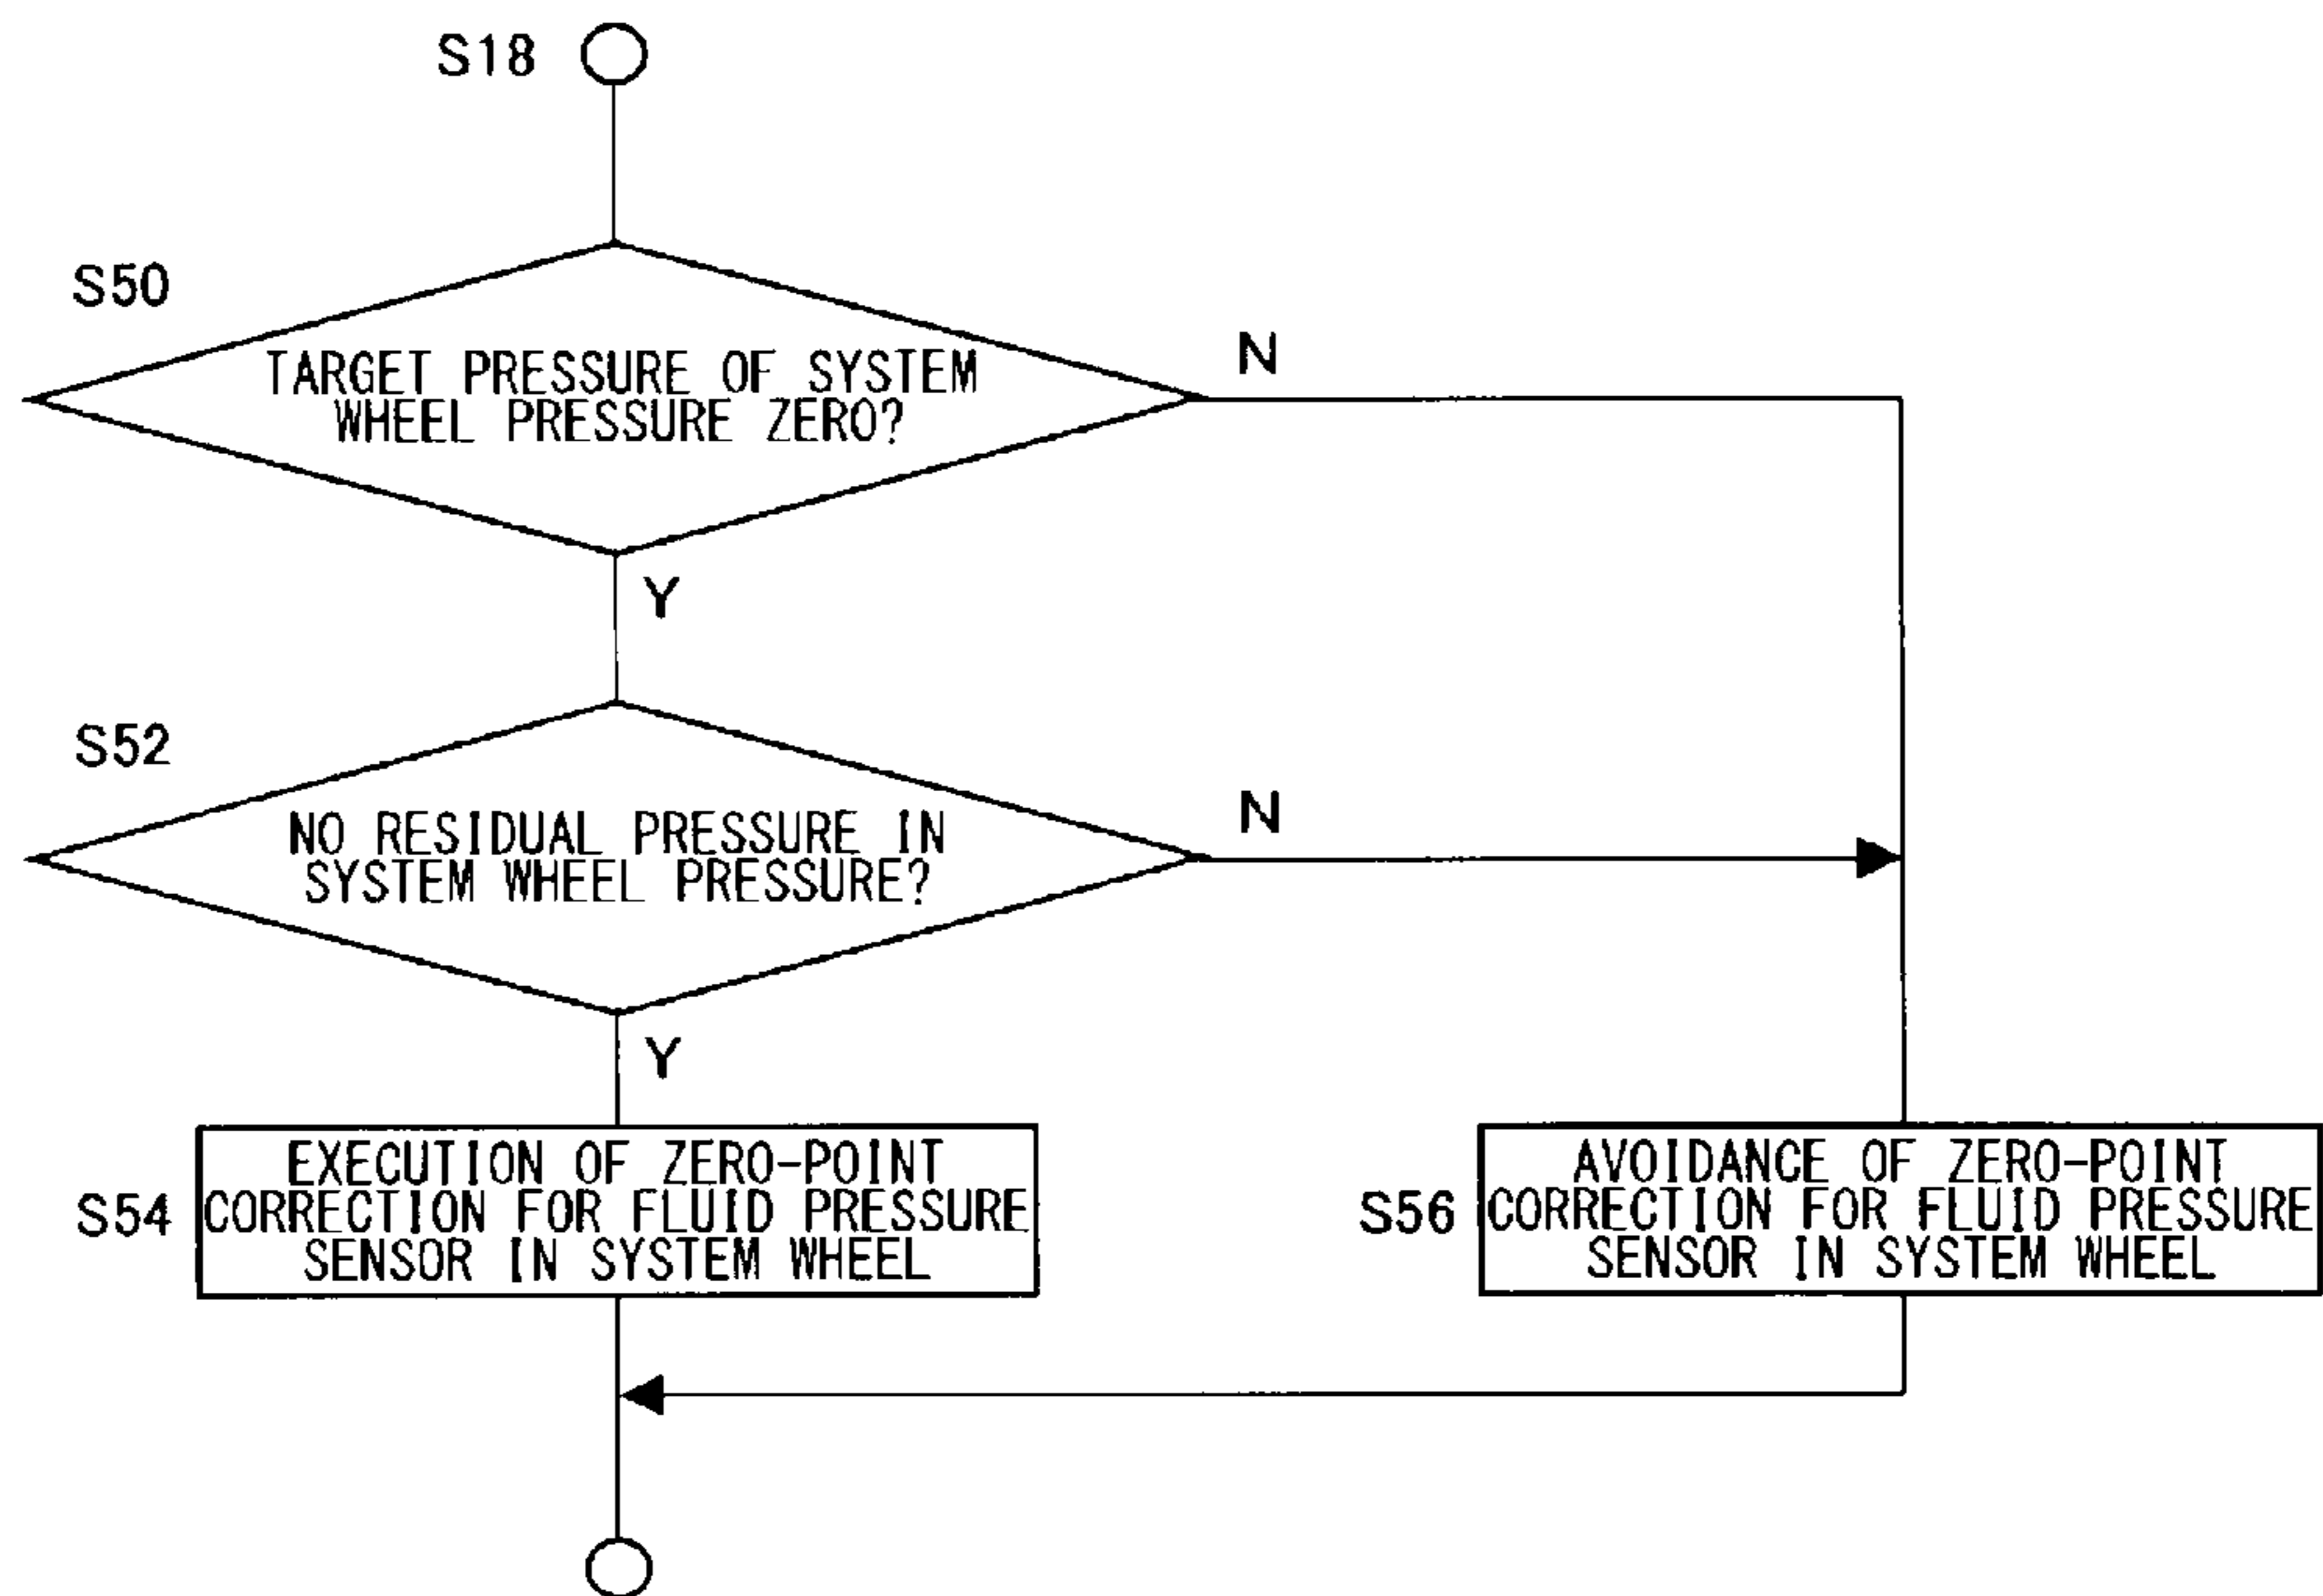 S18
S50
TARGET PRESSURE OF SYSTEM
WHEEL PRESSURE ZERO?
N
Y
S52
NO RESIDUAL PRESSURE IN
SYSTEM WHEEL PRESSURE?
N
Y
S54
EXECUTION OF ZERO-POINT
CORRECTION FOR FLUID PRESSURE
SENSOR IN SYSTEM WHEEL
S56
AVOIDANCE OF ZERO-POINT
CORRECTION FOR FLUID PRESSURE
SENSOR IN SYSTEM WHEEL